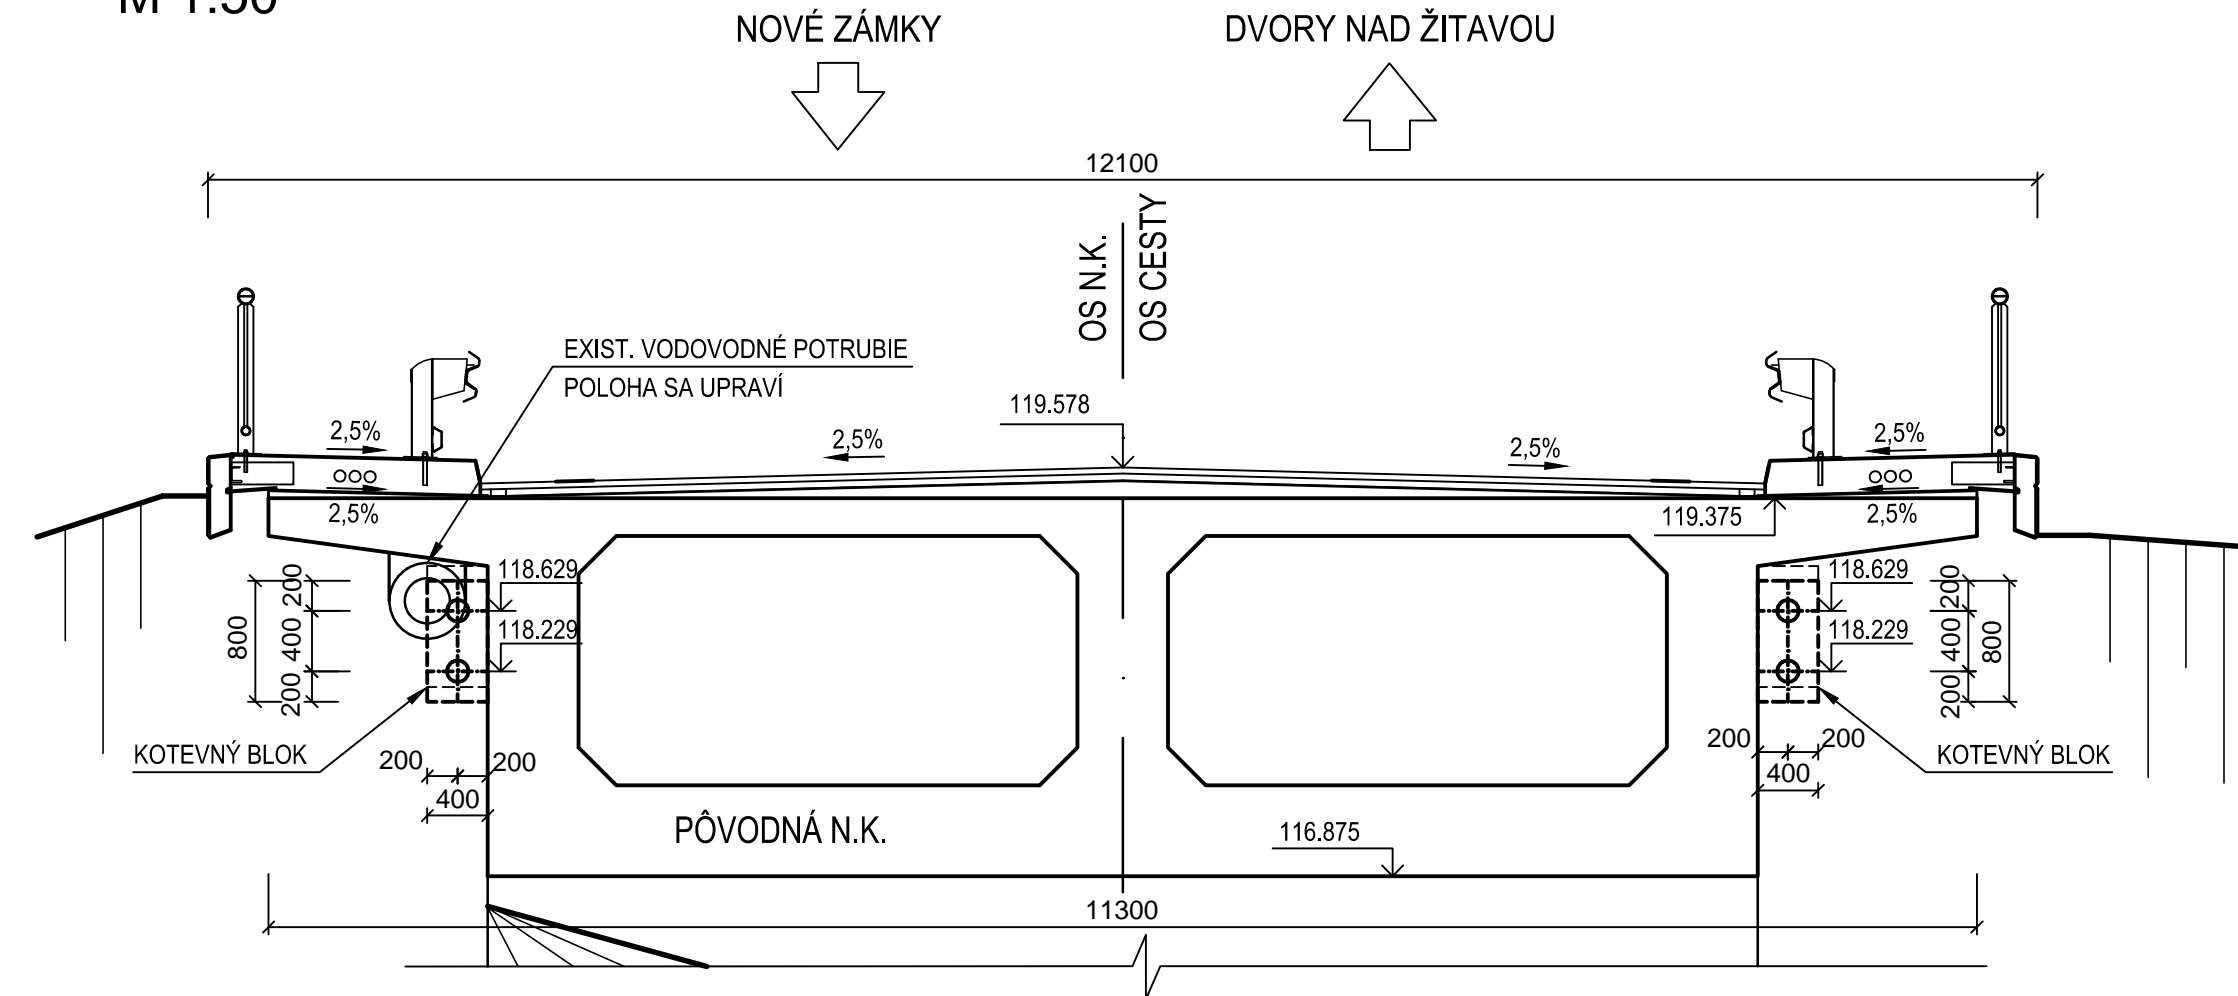 M 1:50
NOVÉ ZÁMKY
DVORY NAD ŽITAVOU
12100
OS N.K.
OS CESTY
EXIST. VODOVODNÉ POTRUBIE
POLOHA SA UPRAVÍ
119.578
2,5%
2,5%
2,5%
2,5%
2,5%
119.375
2,5%
118.629
118.229
200
400
200
800
118.629
118.229
200
400
200
800
KOTEVNÝ BLOK
200
200
400
200
200
400
KOTEVNÝ BLOK
PÔVODNÁ N.K.
116.875
11300